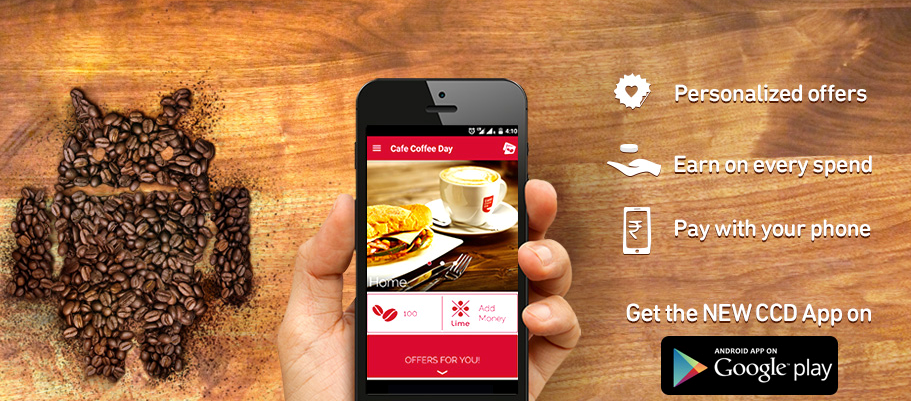 4:10
Cafe Coffee Day
Home
100
Lime
Add
Money
OFFERS FOR YOU!
Personalized offers
Earn on every spend
₹
Pay with your phone
Get the NEW CCD App on
ANDROID APP ON
Google play